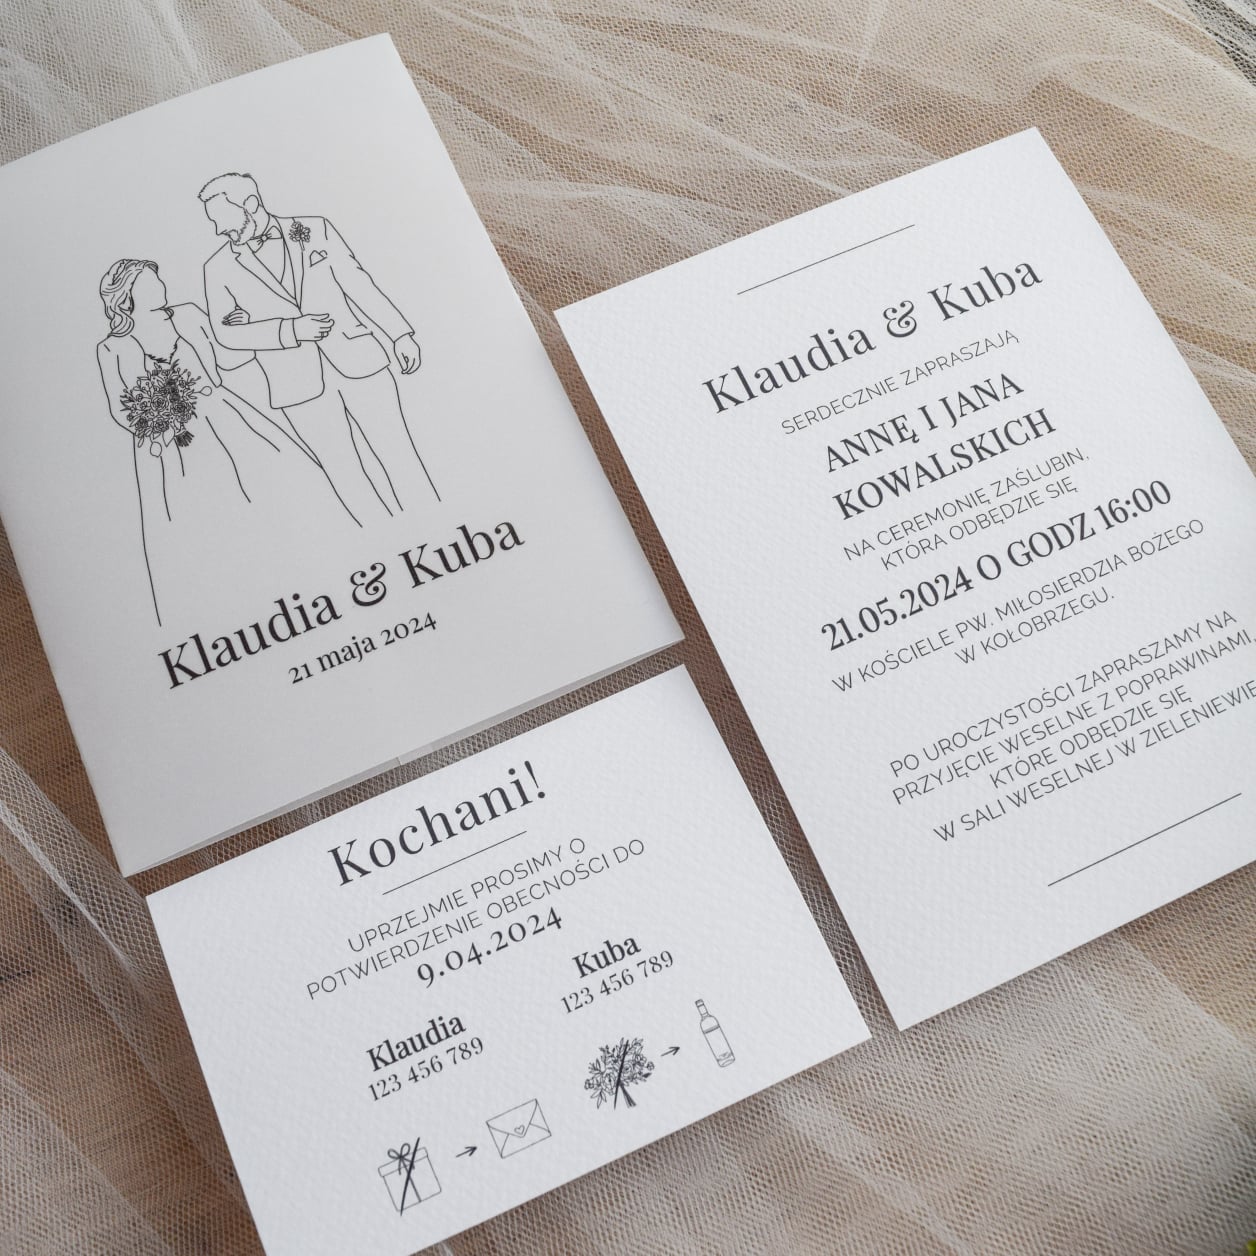 Klaudia & Kuba
21 maja 2024
Klaudia & Kuba
SERDECZNIE ZAPRASZAJĄ
ANNĘ I JANA
KOWALSKICH
NA CEREMONIĘ ZAŚLUBIN,
KTÓRA ODBĘDZIE SIĘ
21.05.2024 O GODZ 16:00
W KOŚCIELE PW. MIŁOSIERDZIA BOŻEGO
W KOŁOBRZEGU.
PO UROCZYSTOŚCI ZAPRASZAMY NA
PRZYJĘCIE WESELNE Z POPRAWINAMI,
KTÓRE ODBĘDZIE SIĘ
W SALI WESELNEJ W ZIELENIEWIE
Kochani!
UPRZEJMIE PROSIMY O
POTWIERDZENIE OBECNOŚCI DO
9.04.2024
Klaudia
123 456 789
Kuba
123 456 789